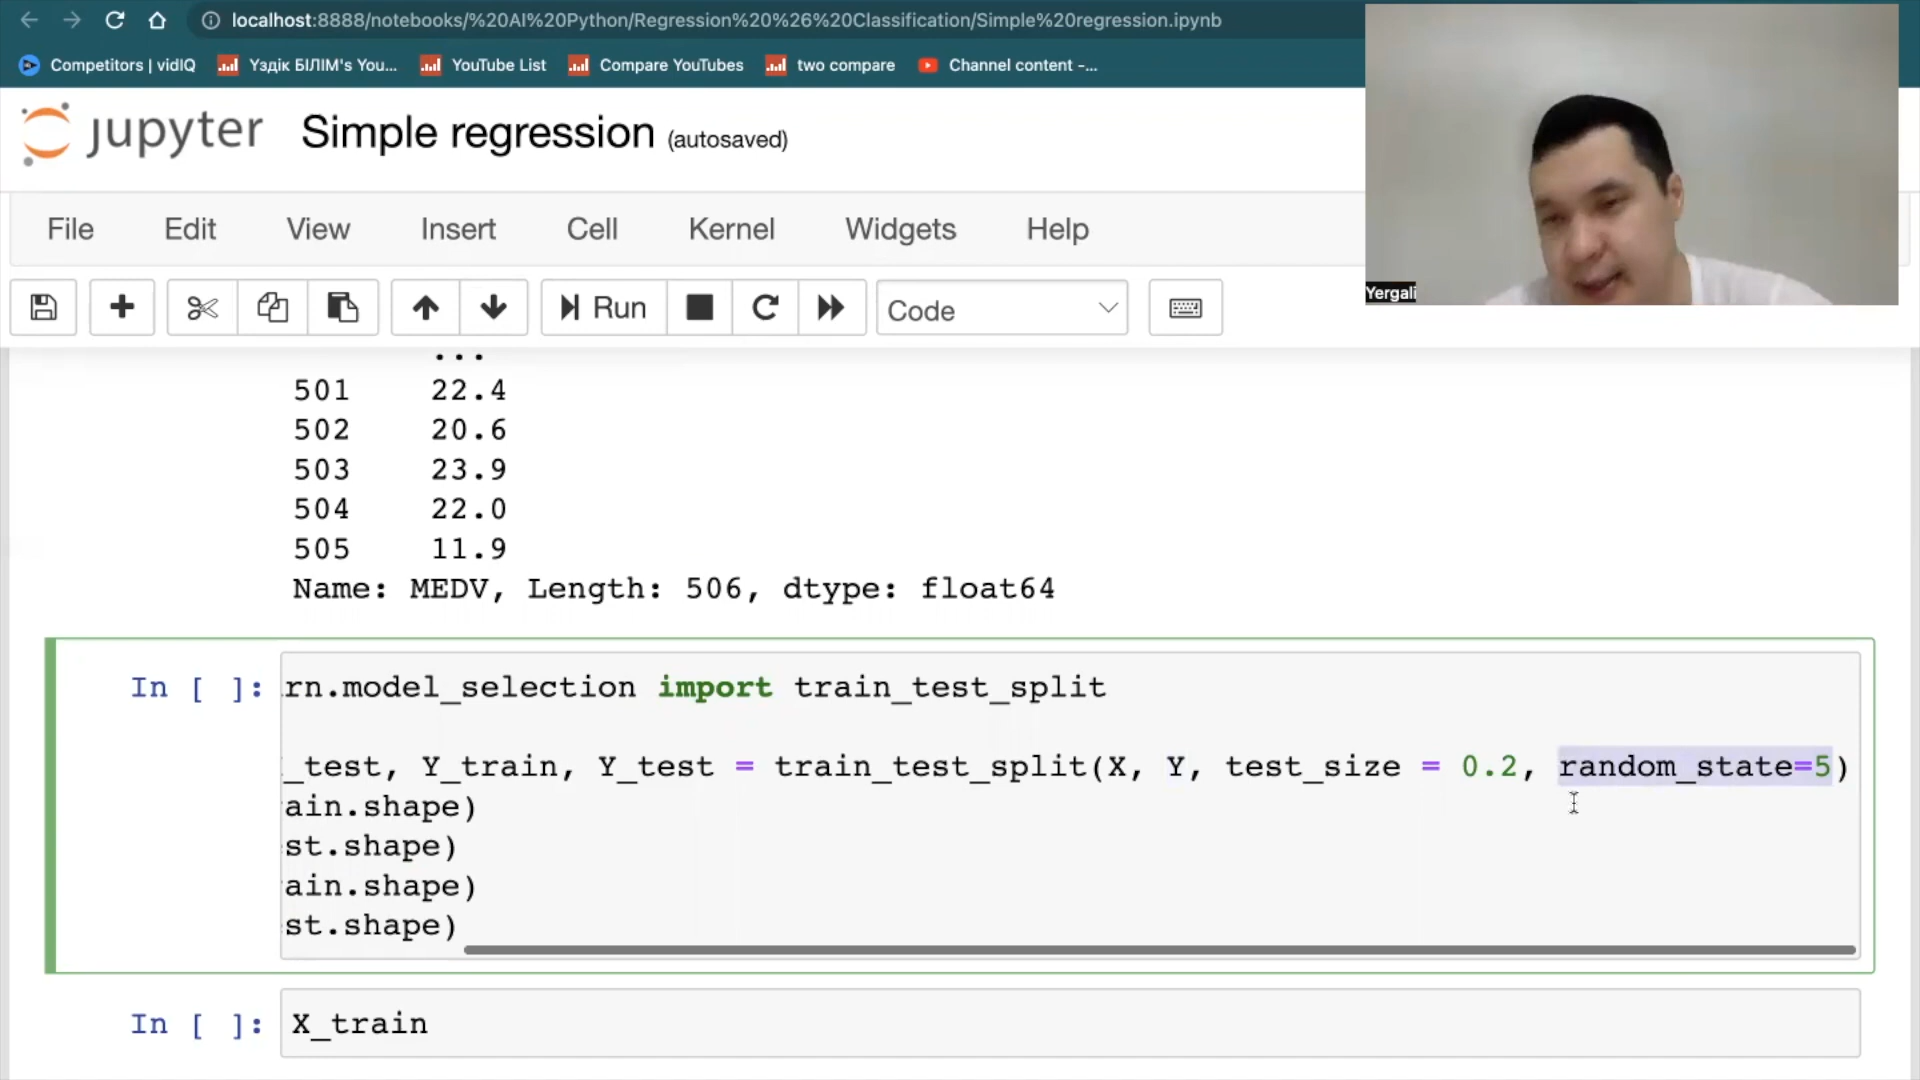 localhost:8888/notebooks/%20AI%20Python/Regression%20%26%20Classification/Simple%20regression.ipynb
Competitors | vidIQ Үздік БІЛІМ's You... YouTube List Compare YouTubes two compare Channel content -...
jupyter Simple regression (autosaved)
Yergali
File Edit View Insert Cell Kernel Widgets Help
Run Code
...
501 22.4
502 20.6
503 23.9
504 22.0
505 11.9
Name: MEDV, Length: 506, dtype: float64
In [ ]: rn.model_selection import train_test_split
_test, Y_train, Y_test = train_test_split(X, Y, test_size = 0.2, random_state=5)
ain.shape)
st.shape)
ain.shape)
st.shape)
In [ ]: X_train